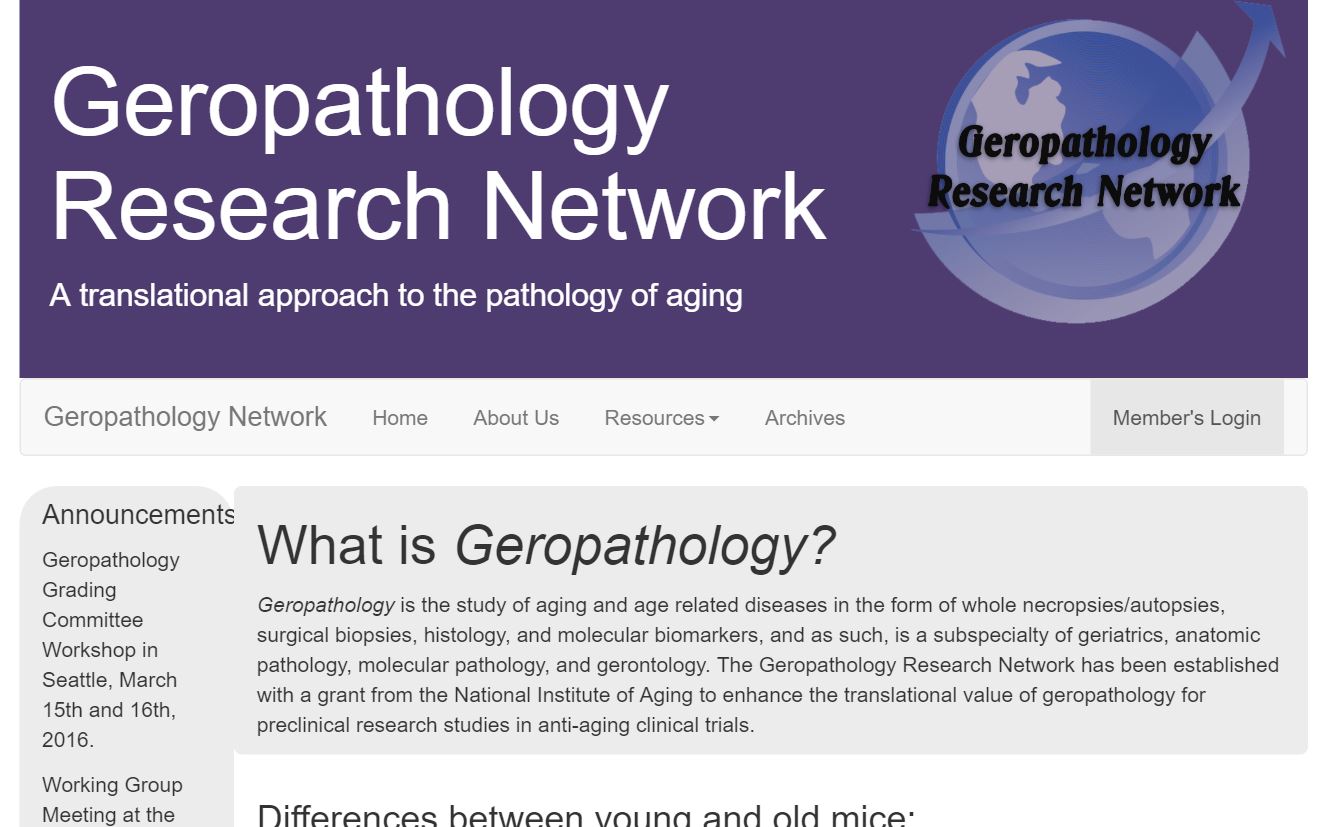 Geropathology
Research Network
A translational approach to the pathology of aging
Geropathology
Research Network
Geropathology Network Home About Us Resources Archives Member's Login
Announcements
Geropathology
Grading
Committee
Workshop in
Seattle, March
15th and 16th,
2016.
Working Group
Meeting at the
What is Geropathology?
Geropathology is the study of aging and age related diseases in the form of whole necropsies/autopsies,
surgical biopsies, histology, and molecular biomarkers, and as such, is a subspecialty of geriatrics, anatomic
pathology, molecular pathology, and gerontology. The Geropathology Research Network has been established
with a grant from the National Institute of Aging to enhance the translational value of geropathology for
preclinical research studies in anti-aging clinical trials.
Differences between young and old mice: